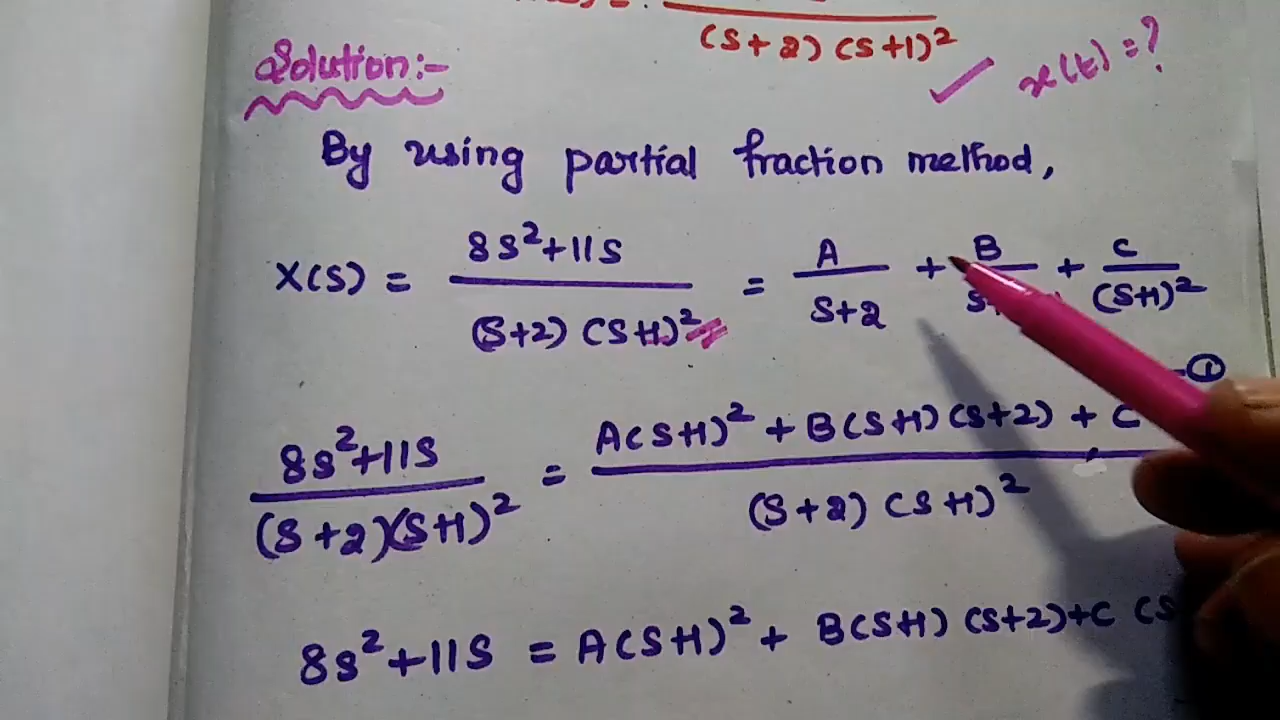 (S+2) (S+1)²
Solution:-
x(t)=?
By using partial fraction method,
X(S) = 8S²+11S / (S+2) (S+1)² = A / S+2 + B / + C / (S+1)²
①
8S²+11S / (S+2)(S+1)² = A(S+1)² + B(S+1) (S+2) + C / (S+2) (S+1)²
8S²+11S = A(S+1)² + B(S+1) (S+2)+C (S